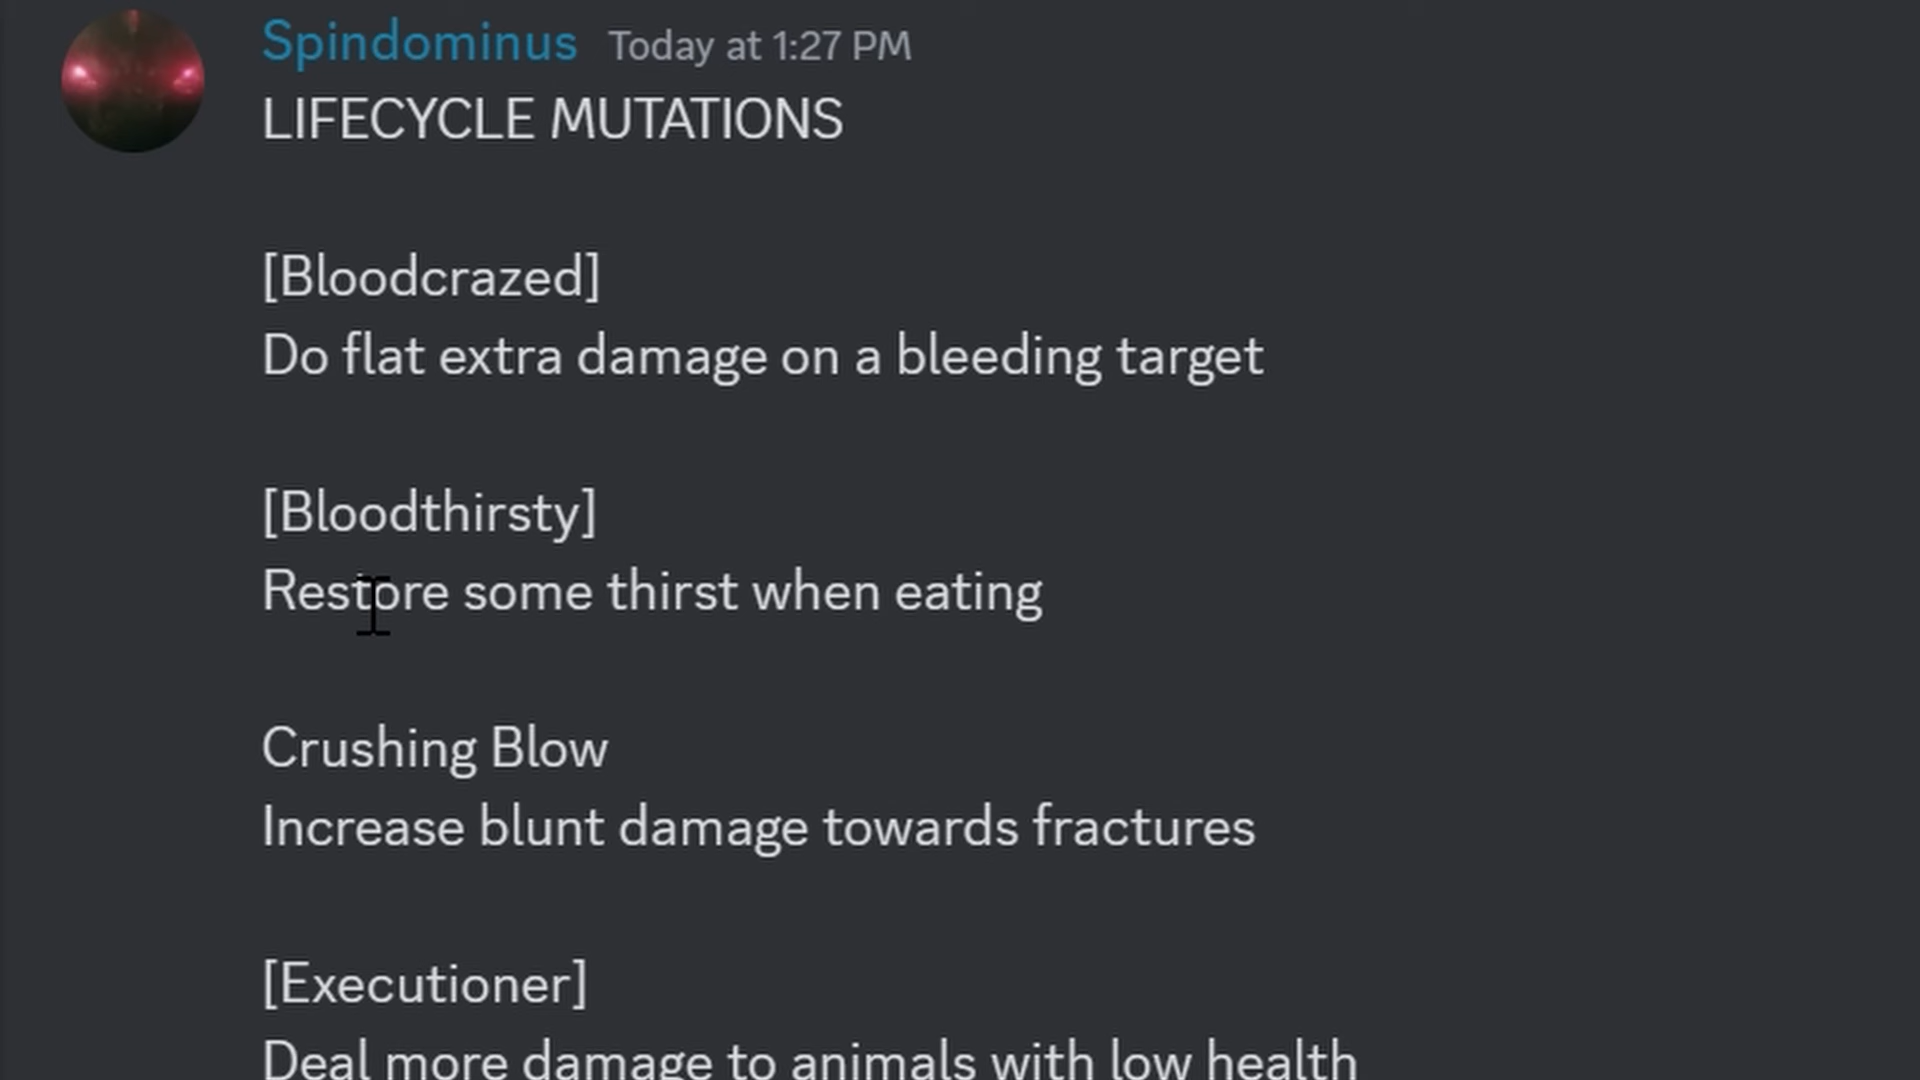 Spindominus Today at 1:27 PM
LIFECYCLE MUTATIONS
[Bloodcrazed]
Do flat extra damage on a bleeding target
[Bloodthirsty]
Restore some thirst when eating
Crushing Blow
Increase blunt damage towards fractures
[Executioner]
Deal more damage to animals with low health